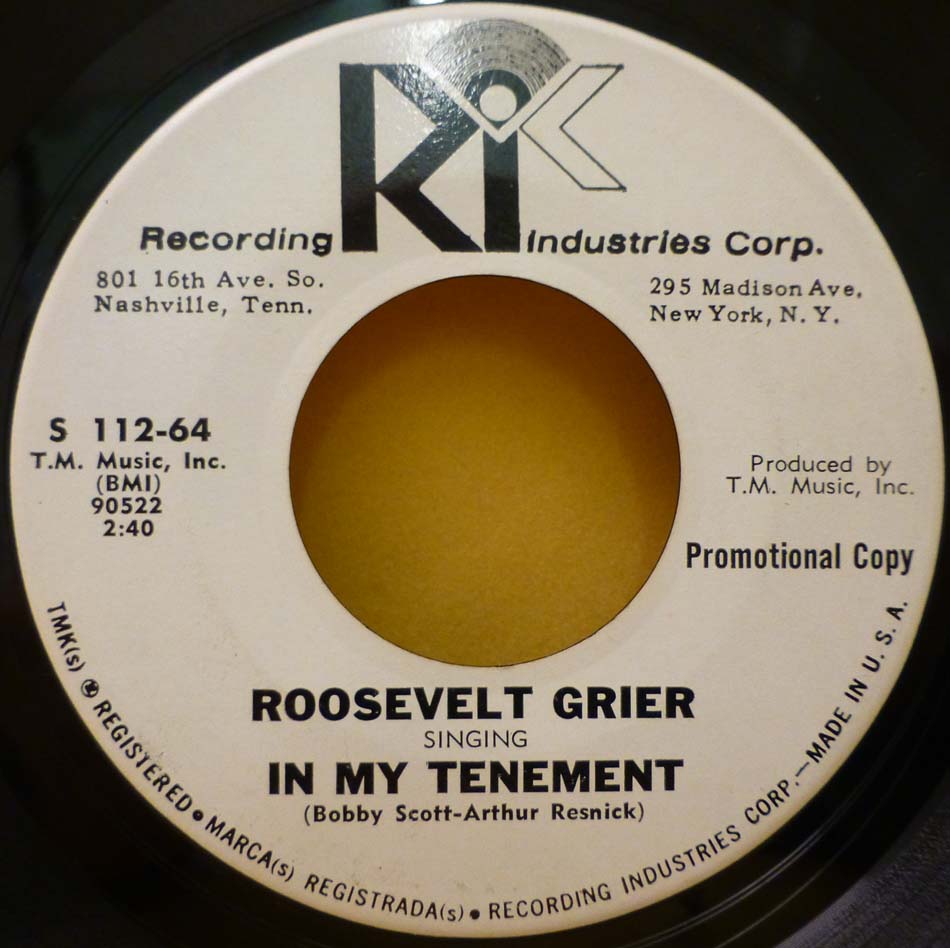 RIC
Recording Industries Corp.
801 16th Ave. So.
Nashville, Tenn.
295 Madison Ave.
New York, N. Y.
S 112-64
T.M. Music, Inc.
(BMI)
90522
2:40
Produced by
T.M. Music, Inc.
Promotional Copy
ROOSEVELT GRIER
SINGING
IN MY TENEMENT
(Bobby Scott-Arthur Resnick)
TMK(s) ® REGISTERED • MARCA(s) REGISTRADA(s) • RECORDING INDUSTRIES CORP.—MADE IN U. S. A.